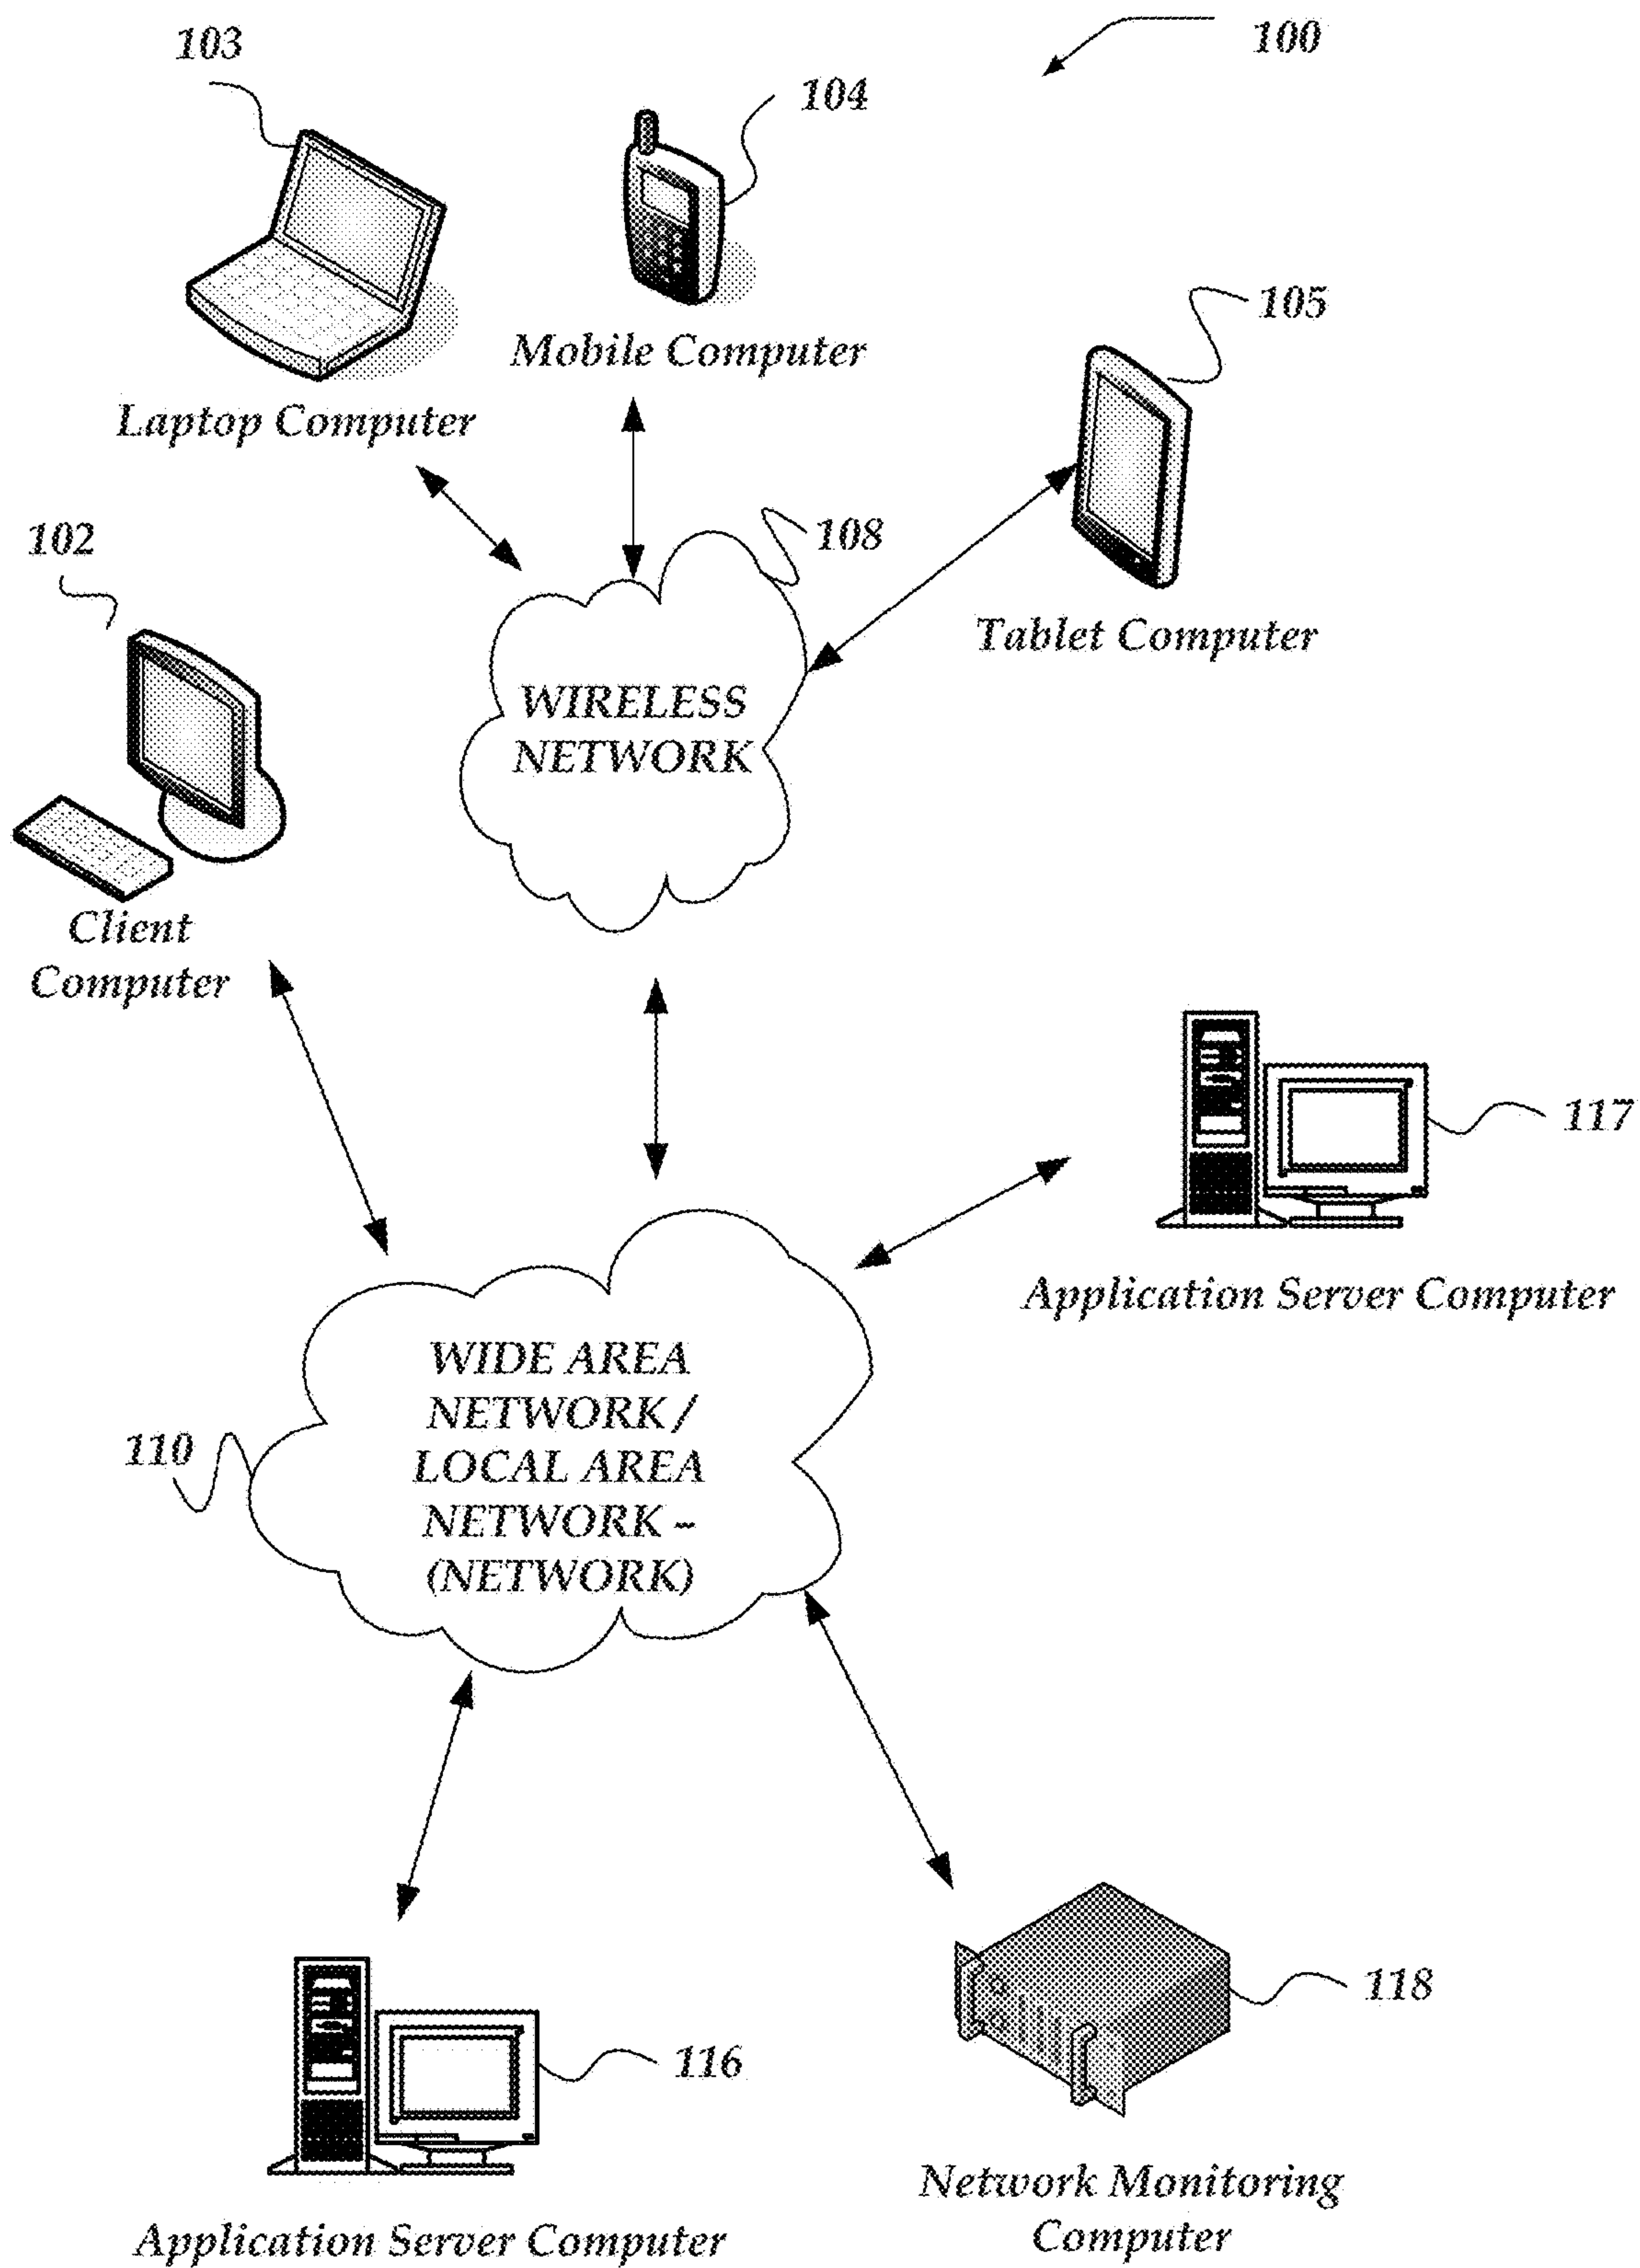 100
103
104
Mobile Computer
105
Laptop Computer
102
108
Tablet Computer
WIRELESS
NETWORK
Client
Computer
117
Application Server Computer
WIDE AREA
NETWORK /
LOCAL AREA
NETWORK –
(NETWORK)
110
118
116
Network Monitoring
Computer
Application Server Computer